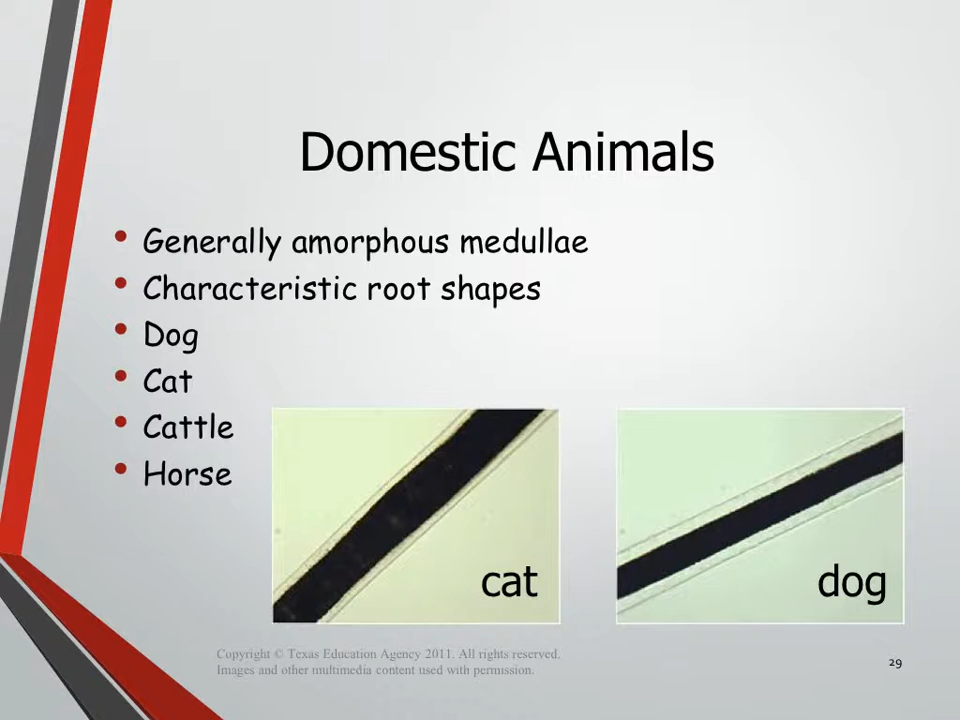 Domestic Animals
• Generally amorphous medullae
• Characteristic root shapes
• Dog
• Cat
• Cattle
• Horse
cat
dog
Copyright © Texas Education Agency 2011. All rights reserved.
Images and other multimedia content used with permission.
29